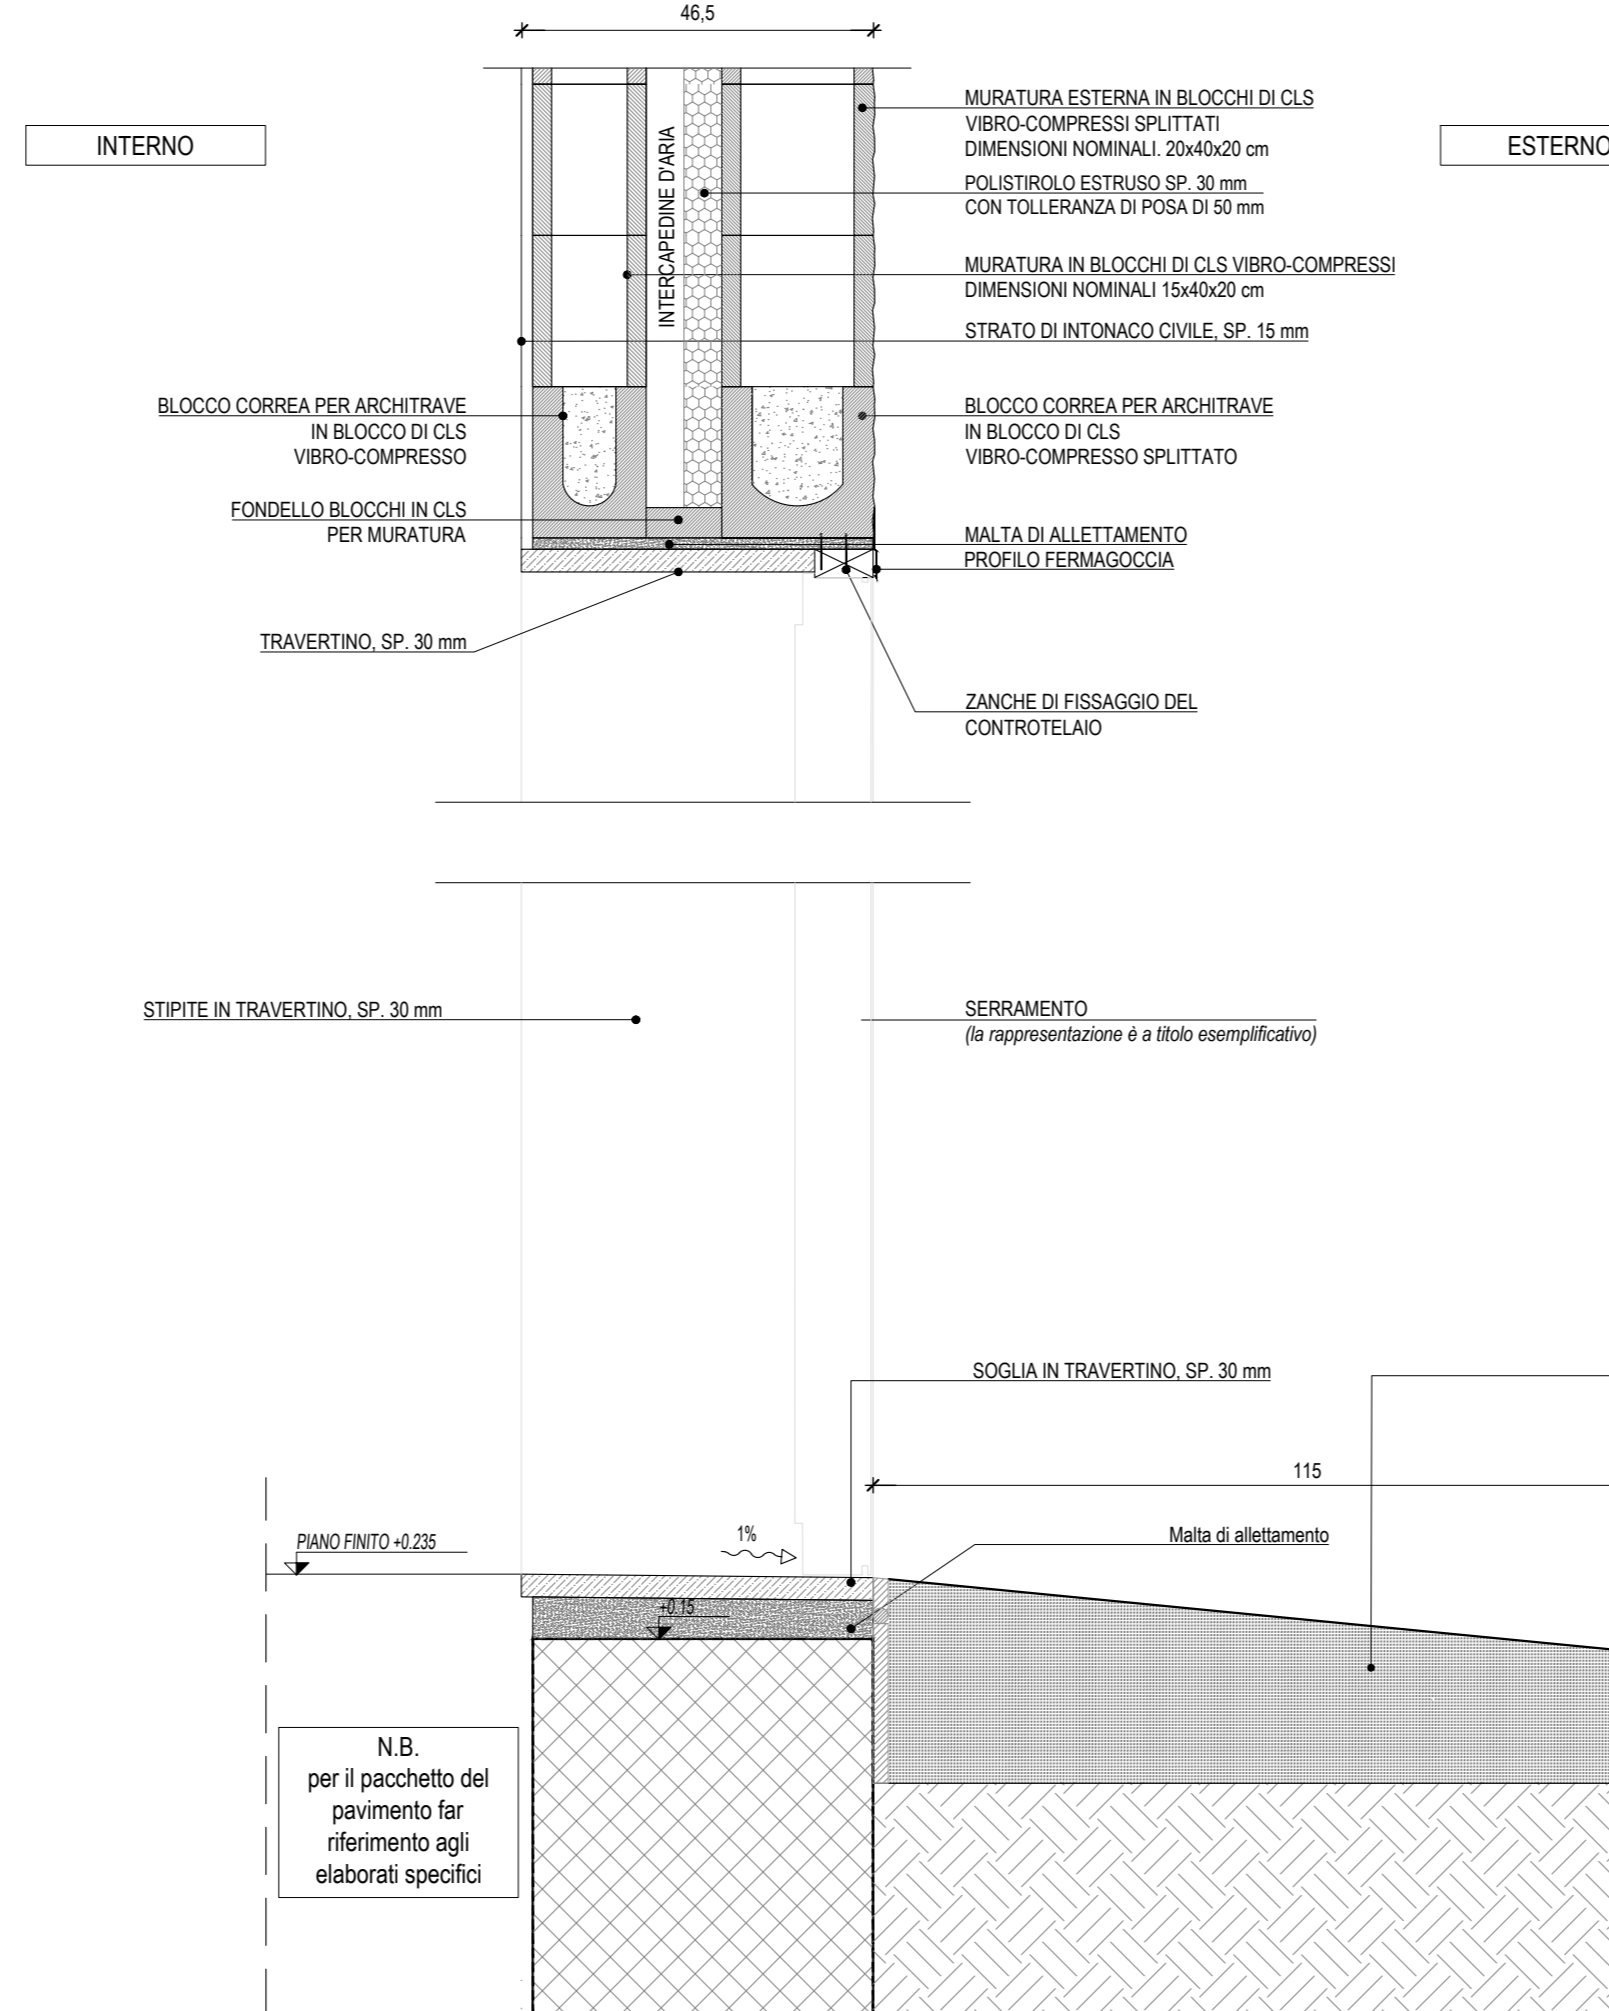 46,5
INTERNO
ESTERNO
MURATURA ESTERNA IN BLOCCHI DI CLS
VIBRO-COMPRESSI SPLITTATI
DIMENSIONI NOMINALI. 20x40x20 cm
POLISTIROLO ESTRUSO SP. 30 mm
CON TOLLERANZA DI POSA DI 50 mm
INTERCAPEDINE D'ARIA
MURATURA IN BLOCCHI DI CLS VIBRO-COMPRESSI
DIMENSIONI NOMINALI 15x40x20 cm
STRATO DI INTONACO CIVILE, SP. 15 mm
BLOCCO CORREA PER ARCHITRAVE
IN BLOCCO DI CLS
VIBRO-COMPRESSO
BLOCCO CORREA PER ARCHITRAVE
IN BLOCCO DI CLS
VIBRO-COMPRESSO SPLITTATO
FONDELLO BLOCCHI IN CLS
PER MURATURA
MALTA DI ALLETTAMENTO
PROFILO FERMAGOCCIA
TRAVERTINO, SP. 30 mm
ZANCHE DI FISSAGGIO DEL
CONTROTELAIO
STIPITE IN TRAVERTINO, SP. 30 mm
SERRAMENTO
(la rappresentazione è a titolo esemplificativo)
SOGLIA IN TRAVERTINO, SP. 30 mm
115
PIANO FINITO +0.235
1%
Malta di allettamento
+0.15
N.B.
per il pacchetto del
pavimento far
riferimento agli
elaborati specifici